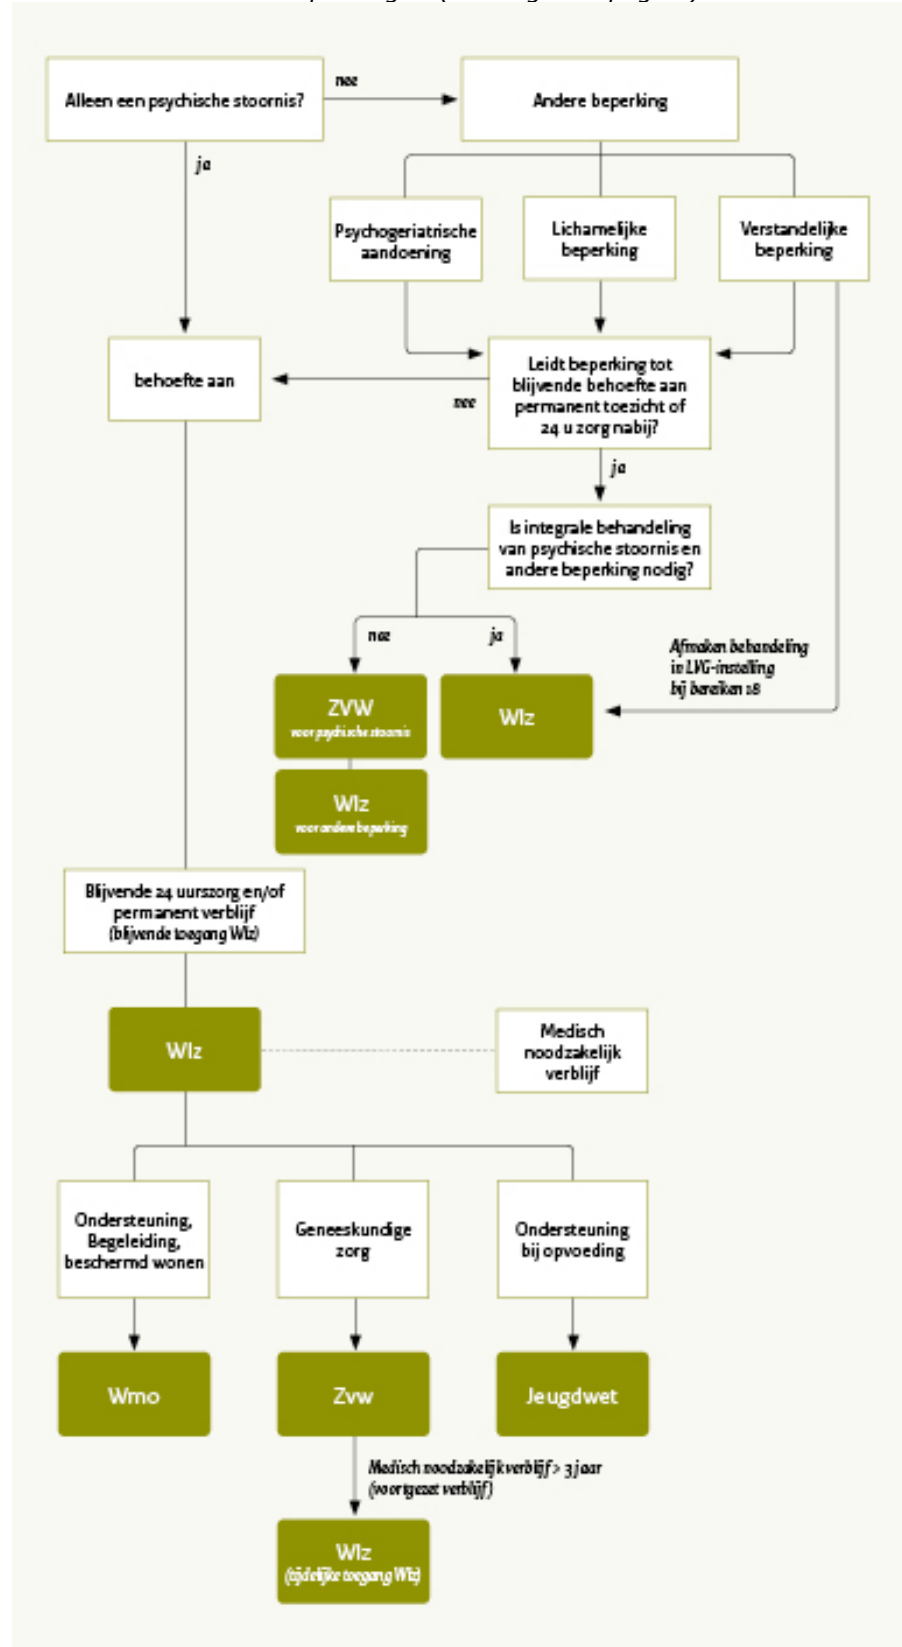 Alleen een psychische stoornis?
nee
Andere beperking
ja
Psychogeriatrische
aandoening
Lichamelijke
beperking
Verstandelijke
beperking
behoefte aan
nee
Leidt beperking tot
blijvende behoefte aan
permanent toezicht of
24 u zorg nabij?
ja
Is integrale behandeling
van psychische stoornis en
andere beperking nodig?
nee
ja
Afmaken behandeling
in LVG-instelling
bij bereiken 18
ZVW
voor psychische stoornis
Wlz
Wlz
voor andere beperking
Blijvende 24 uurszorg en/of
permanent verblijf
(blijvende toegang Wlz)
Wlz
Medisch
noodzakelijk
verblijf
Ondersteuning,
Begeleiding,
beschermd wonen
Geneeskundige
zorg
Ondersteuning
bij opvoeding
Wmo
Zvw
Jeugdwet
Medisch noodzakelijk verblijf > 3 jaar
(voortgezet verblijf)
Wlz
(tijdelijke toegang Wlz)